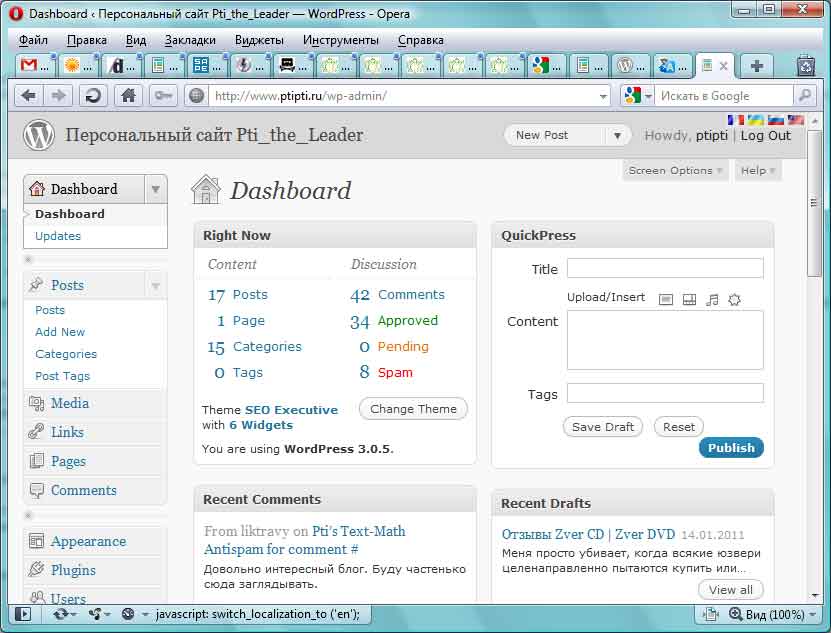 Dashboard ‹ Персональный сайт Pti_the_Leader — WordPress - Opera
Файл Правка Вид Закладки Виджеты Инструменты Справка
http://www.ptipti.ru/wp-admin/ Искать в Google
Персональный сайт Pti_the_Leader New Post Howdy, ptipti | Log Out
Screen Options Help
Dashboard
Dashboard
Updates
Posts
Posts
Add New
Categories
Post Tags
Media
Links
Pages
Comments
Appearance
Plugins
Users
Dashboard
Right Now
Content Discussion
17 Posts 42 Comments
1 Page 34 Approved
15 Categories 0 Pending
0 Tags 8 Spam
Theme SEO Executive Change Theme
with 6 Widgets
You are using WordPress 3.0.5.
Recent Comments
From liktravy on Pti's Text-Math
Antispam for comment #
Довольно интересный блог. Буду частенько
сюда заглядывать.
QuickPress
Title
Upload/Insert
Content
Tags
Save Draft Reset
Publish
Recent Drafts
Отзывы Zver CD | Zver DVD 14.01.2011
Меня просто убивает, когда всякие юзвери
целенаправленно пытаются купить или...
View all
javascript: switch_localization_to ('en'); Вид (100%)